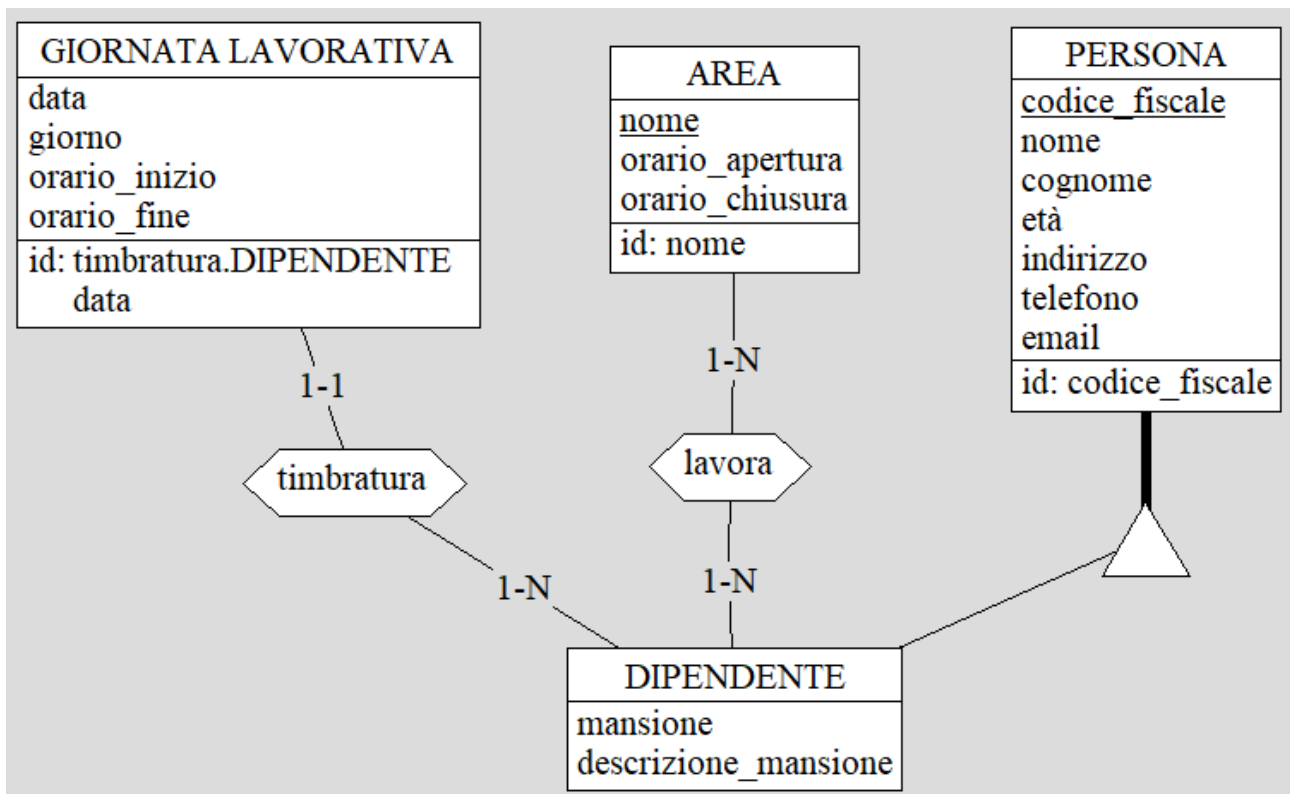 GIORNATA LAVORATIVA
data
giorno
orario_inizio
orario_fine
id: timbratura.DIPENDENTE
data
AREA
nome
orario_apertura
orario_chiusura
id: nome
PERSONA
codice_fiscale
nome
cognome
età
indirizzo
telefono
email
id: codice_fiscale
1-1
1-N
timbratura
lavora
1-N
1-N
DIPENDENTE
mansione
descrizione_mansione